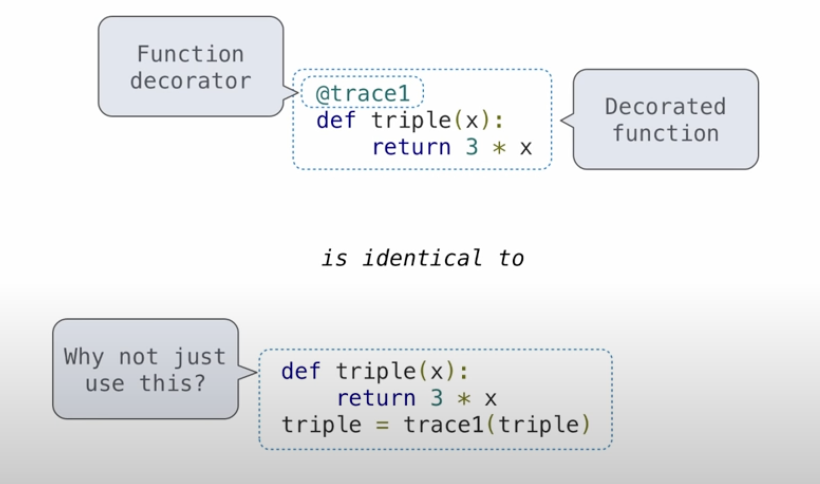 Function
decorator
@trace1
def triple(x):
    return 3 * x
Decorated
function
is identical to
Why not just
use this?
def triple(x):
    return 3 * x
triple = trace1(triple)